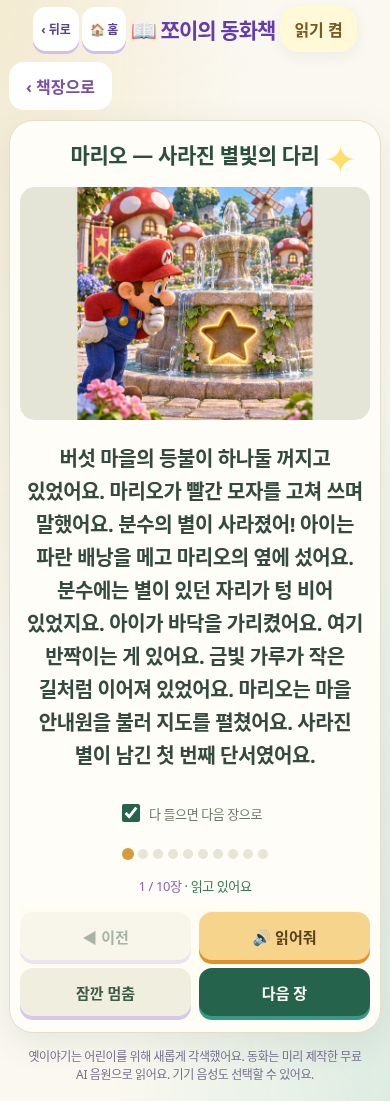 ‹ 뒤로 🏠 홈 📖 쪼이의 동화책 읽기 켬
‹ 책장으로
마리오 — 사라진 별빛의 다리
버섯 마을의 등불이 하나둘 꺼지고
있었어요. 마리오가 빨간 모자를 고쳐 쓰며
말했어요. 분수의 별이 사라졌어! 아이는
파란 배낭을 메고 마리오의 옆에 섰어요.
분수에는 별이 있던 자리가 텅 비어
있었지요. 아이가 바닥을 가리켰어요. 여기
반짝이는 게 있어요. 금빛 가루가 작은
길처럼 이어져 있었어요. 마리오는 마을
안내원을 불러 지도를 펼쳤어요. 사라진
별이 남긴 첫 번째 단서였어요.
다 들으면 다음 장으로
1 / 10장 · 읽고 있어요
◀ 이전
🔊 읽어줘
잠깐 멈춤
다음 장
옛이야기는 어린이를 위해 새롭게 각색했어요. 동화는 미리 제작한 무료
AI 음원으로 읽어요. 기기 음성도 선택할 수 있어요.